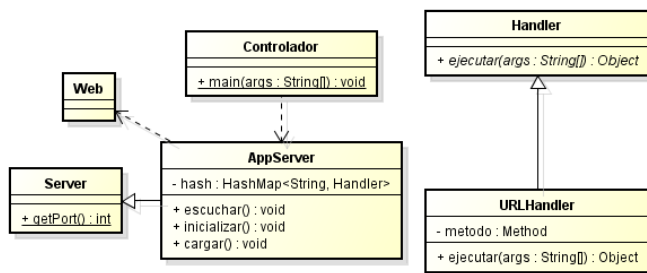 Controlador
+ main(args : String[]) : void
Handler
+ ejecutar(args : String[]) : Object
Web
AppServer
- hash : HashMap<String, Handler>
+ escuchar() : void
+ inicializar() : void
+ cargar() : void
Server
+ getPort() : int
URLHandler
- metodo : Method
+ ejecutar(args : String[]) : Object